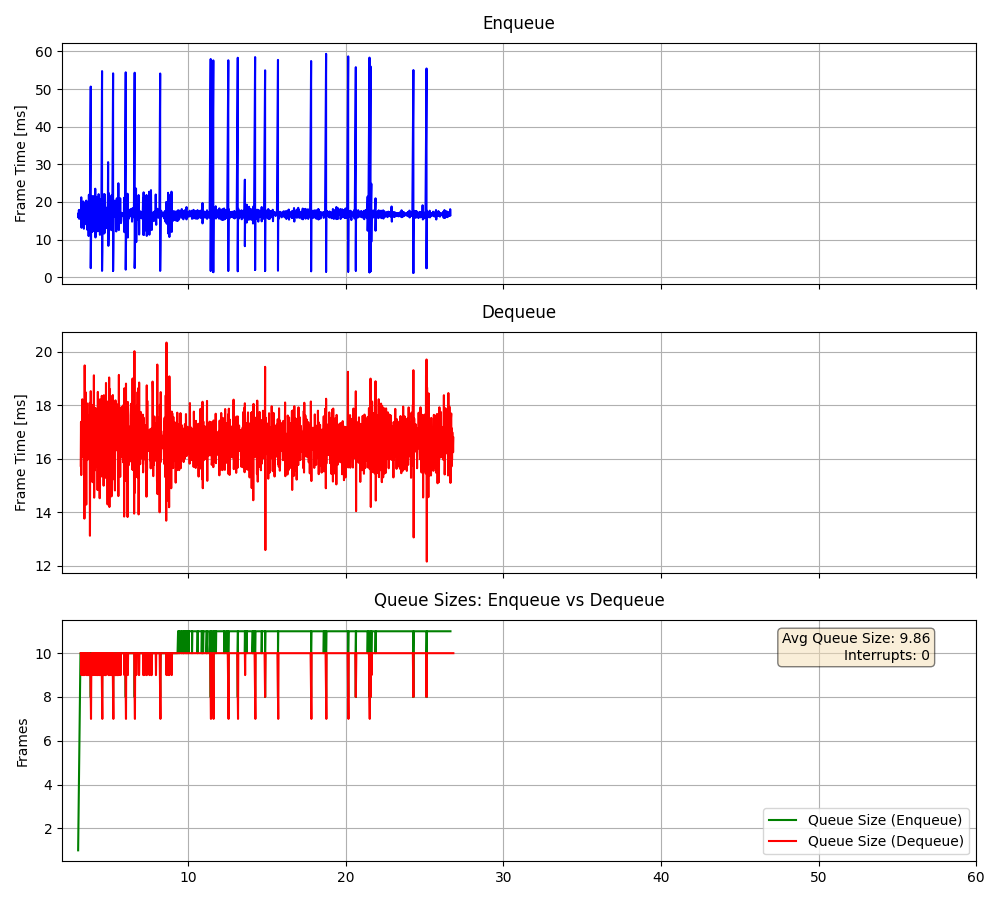 Enqueue
Frame Time [ms]
60
50
40
30
20
10
0
Dequeue
Frame Time [ms]
20
18
16
14
12
Queue Sizes: Enqueue vs Dequeue
Frames
10
8
6
4
2
Avg Queue Size: 9.86
Interrupts: 0
Queue Size (Enqueue)
Queue Size (Dequeue)
10 20 30 40 50 60